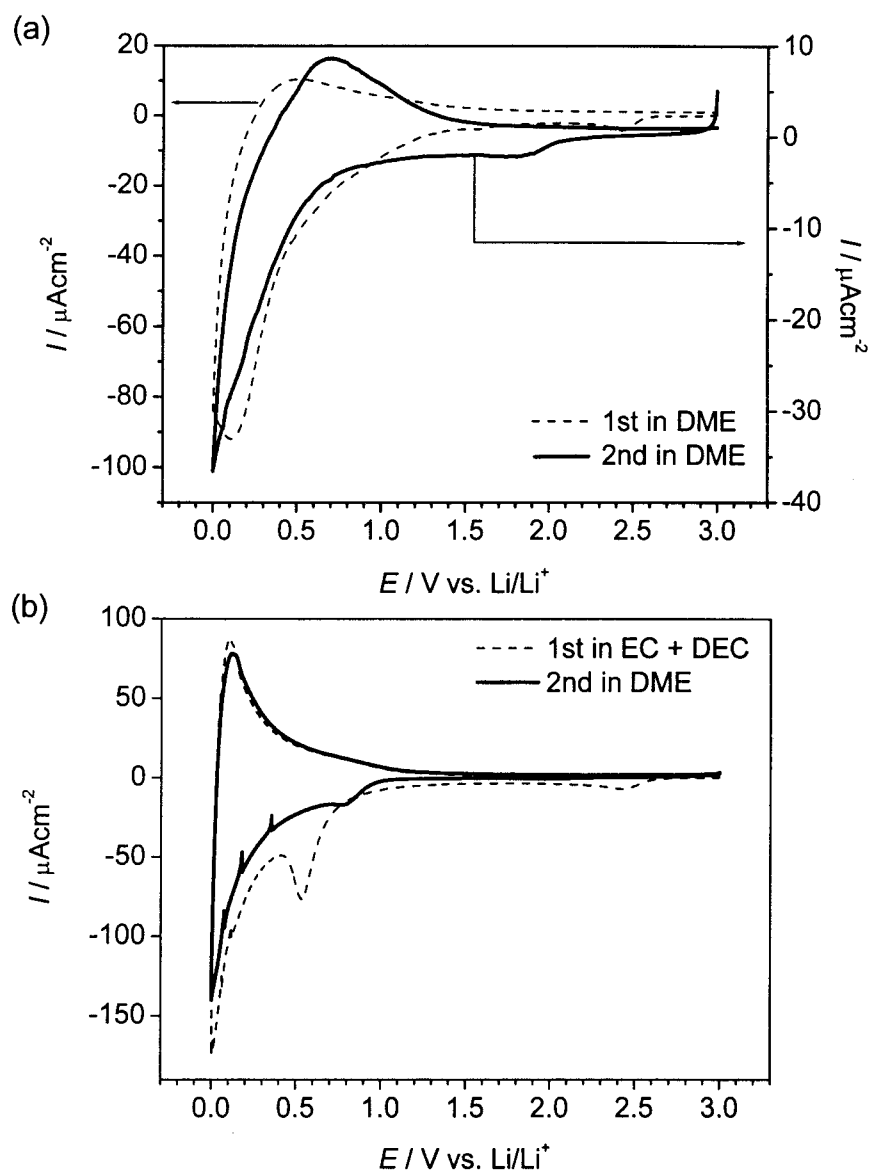 (a)
20
0
-20
-40
-60
-80
-100
I / μAcm-2
10
0
-10
-20
-30
-40
I / μAcm-2
1st in DME
2nd in DME
0.0 0.5 1.0 1.5 2.0 2.5 3.0
E / V vs. Li/Li+
(b)
100
50
0
-50
-100
-150
I / μAcm-2
1st in EC + DEC
2nd in DME
0.0 0.5 1.0 1.5 2.0 2.5 3.0
E / V vs. Li/Li+